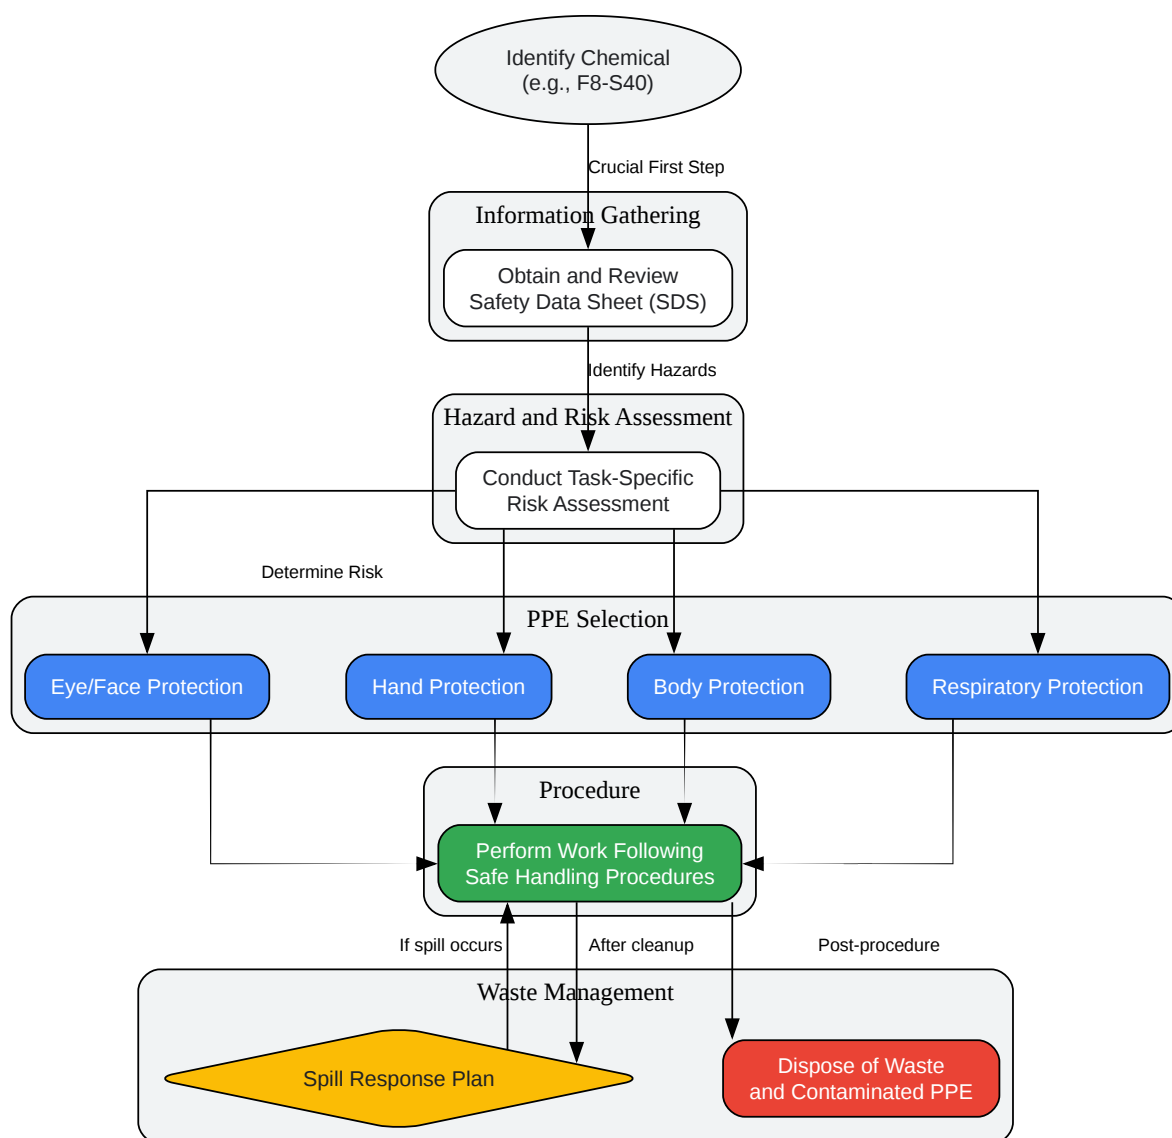 Identify Chemical
(e.g., F8-S40)
Crucial First Step
Information Gathering
Obtain and Review
Safety Data Sheet (SDS)
Identify Hazards
Hazard and Risk Assessment
Conduct Task-Specific
Risk Assessment
Determine Risk
PPE Selection
Eye/Face Protection
Hand Protection
Body Protection
Respiratory Protection
Procedure
Perform Work Following
Safe Handling Procedures
If spill occurs
After cleanup
Post-procedure
Waste Management
Spill Response Plan
Dispose of Waste
and Contaminated PPE